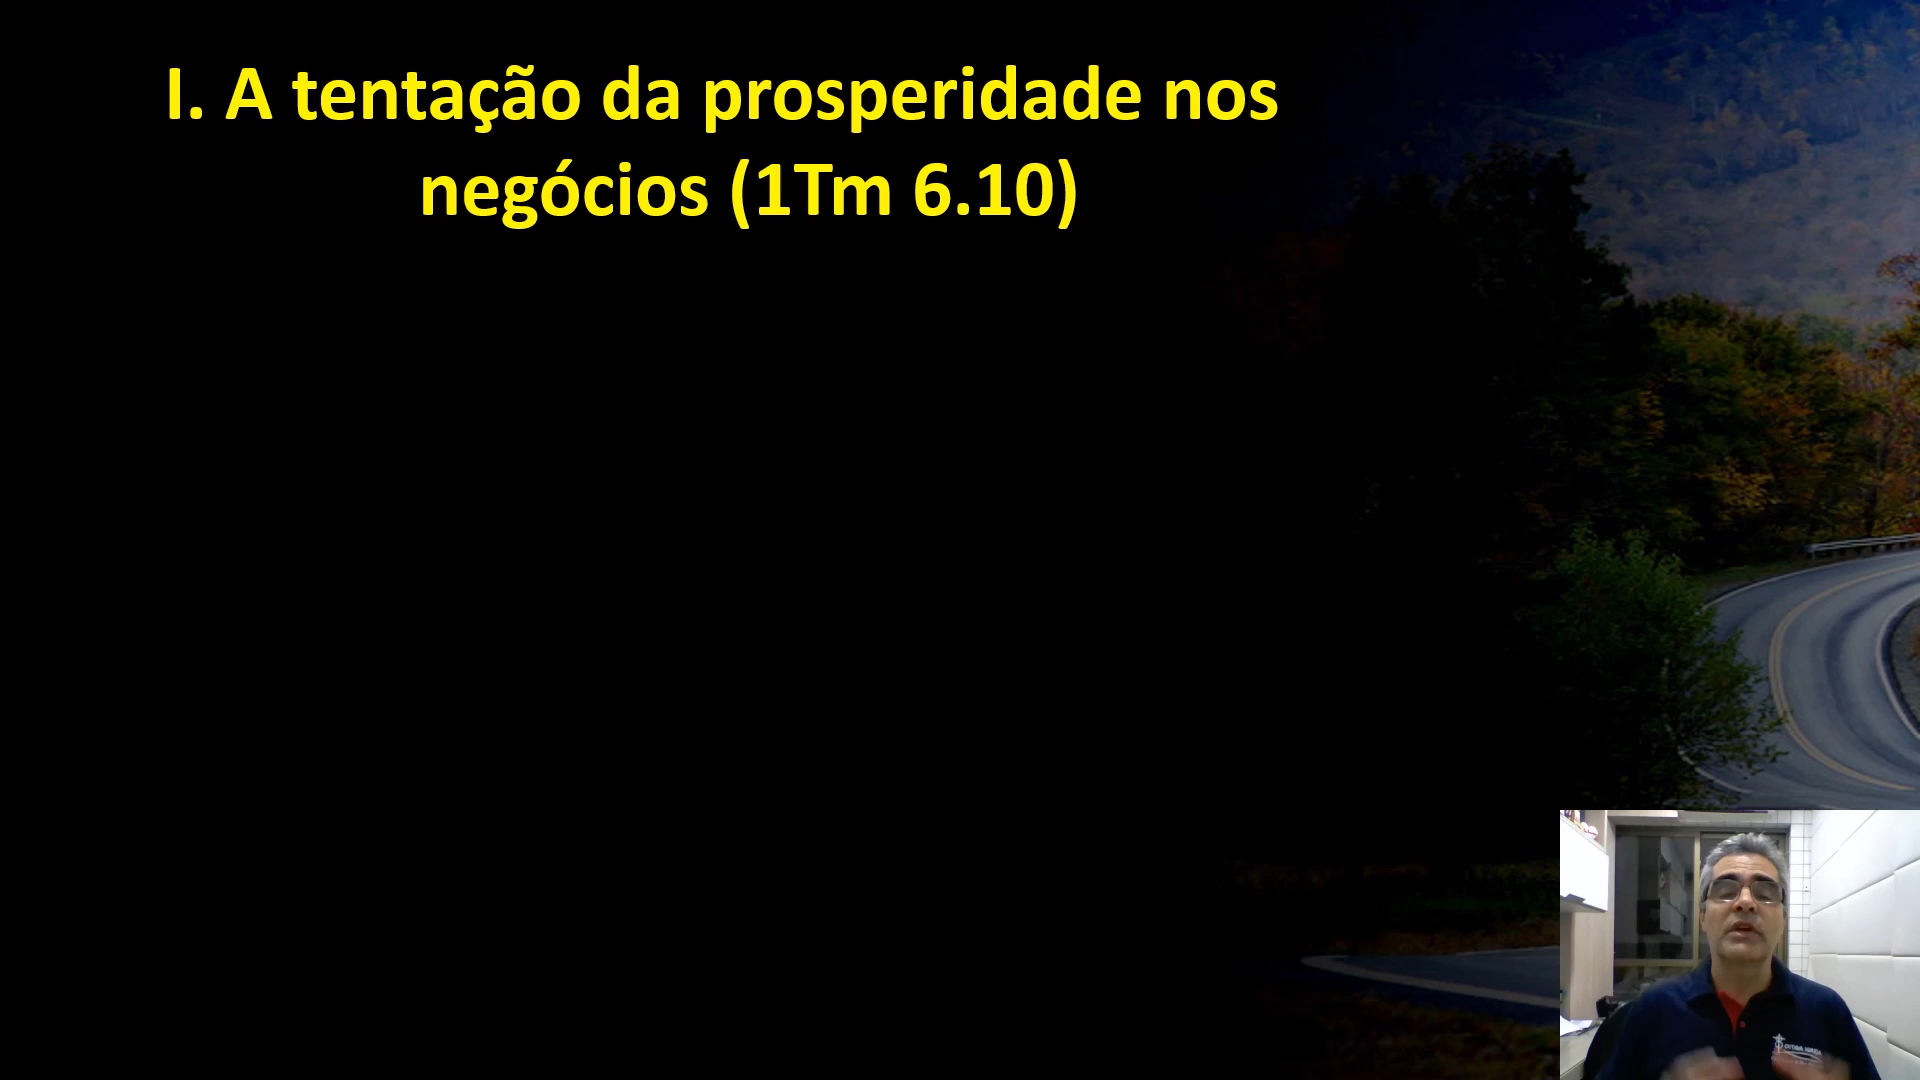 I. A tentação da prosperidade nos
negócios (1Tm 6.10)